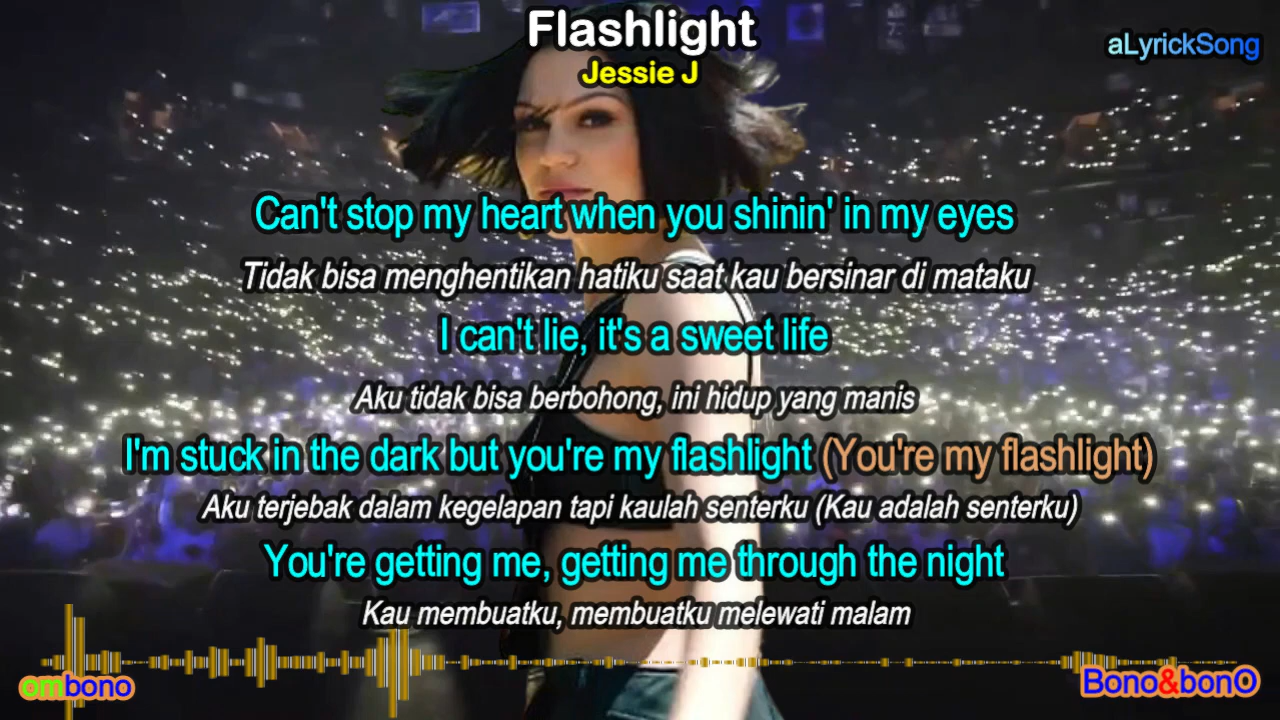 Flashlight
Jessie J
aLyrickSong
Can't stop my heart when you shinin' in my eyes
Tidak bisa menghentikan hatiku saat kau bersinar di mataku
I can't lie, it's a sweet life
Aku tidak bisa berbohong, ini hidup yang manis
I'm stuck in the dark but you're my flashlight (You're my flashlight)
Aku terjebak dalam kegelapan tapi kaulah senterku (Kau adalah senterku)
You're getting me, getting me through the night
Kau membuatku, membuatku melewati malam
ombono
Bono&bonO